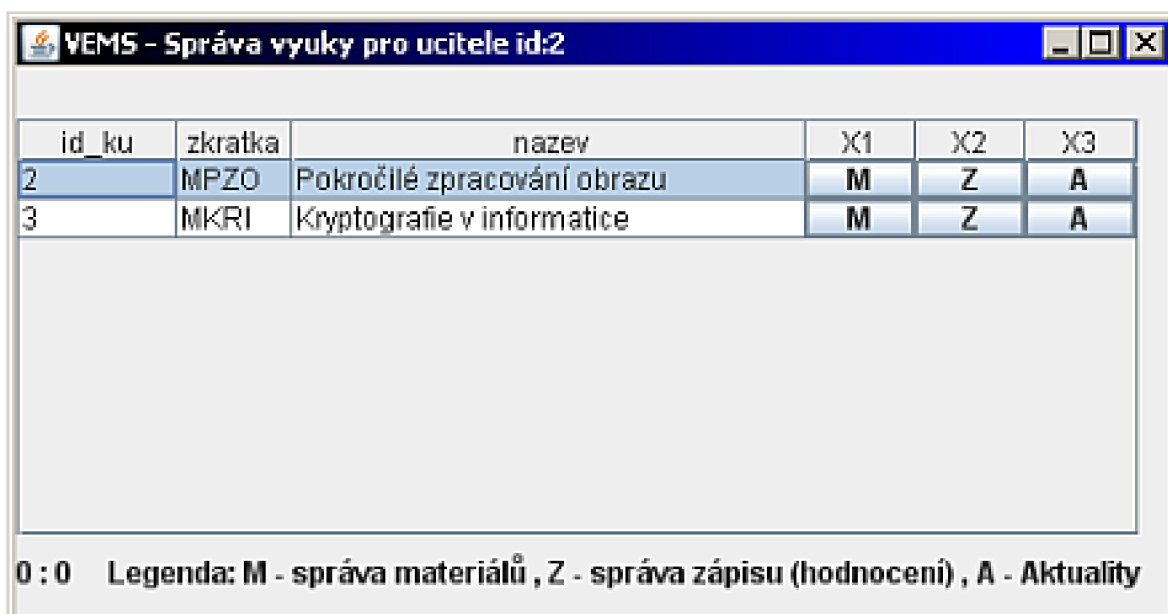 VEMS - Správa vyuky pro ucitele id:2
id_ku zkratka nazev X1 X2 X3
2 MPZO Pokročilé zpracování obrazu M Z A
3 MKRI Kryptografie v informatice M Z A
0 : 0 Legenda: M - správa materiálů , Z - správa zápisu (hodnocení) , A - Aktuality